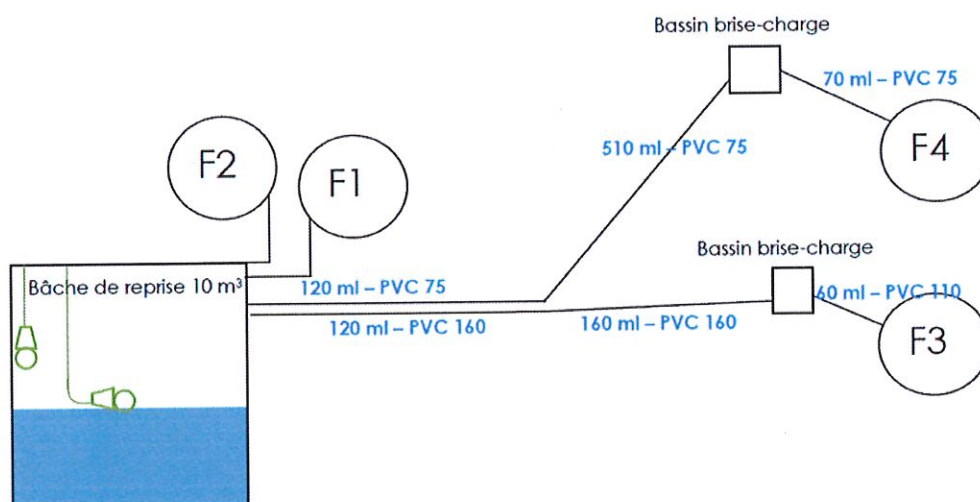 Bassin brise-charge
70 ml – PVC 75
F4
510 ml – PVC 75
F2
F1
Bassin brise-charge
Bâche de reprise 10 m³
120 ml – PVC 75
60 ml – PVC 110
120 ml – PVC 160
160 ml – PVC 160
F3